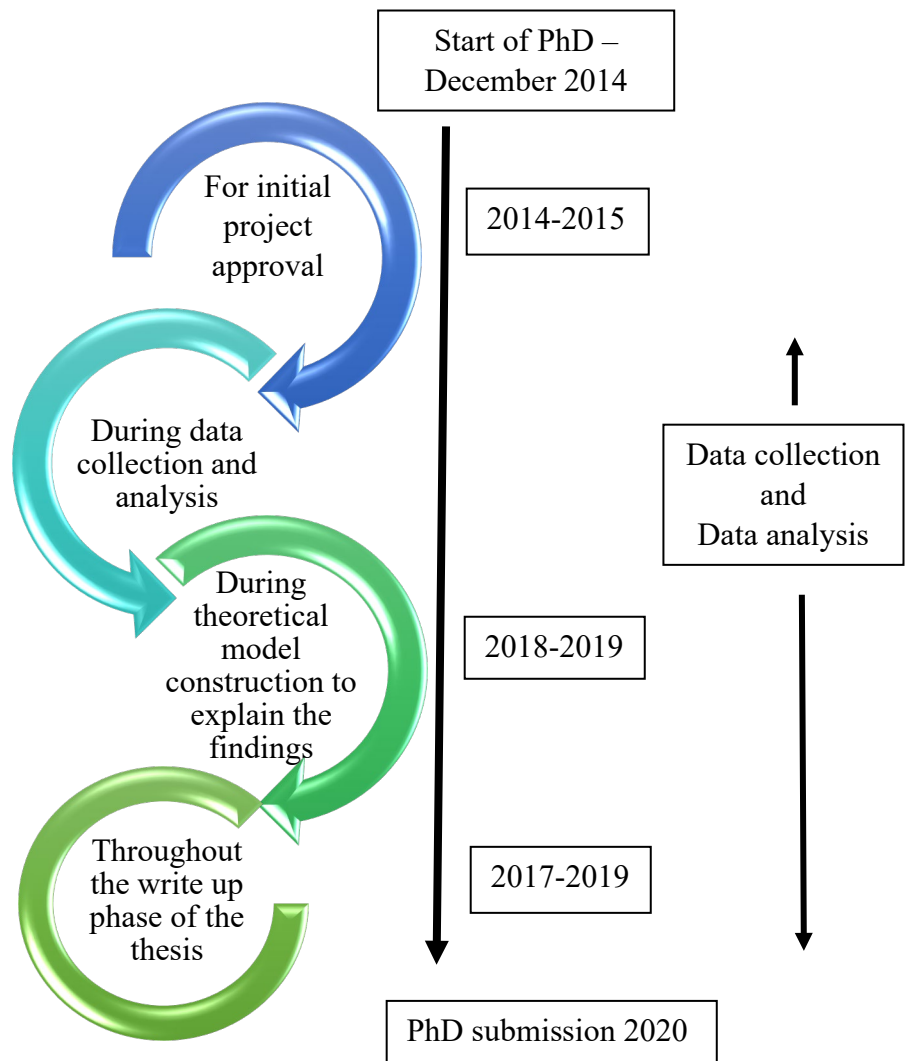 Start of PhD –
December 2014
For initial
project
approval
2014-2015
During data
collection and
analysis
Data collection
and
Data analysis
During
theoretical
model
construction to
explain the
findings
2018-2019
Throughout
the write up
phase of the
thesis
2017-2019
PhD submission 2020